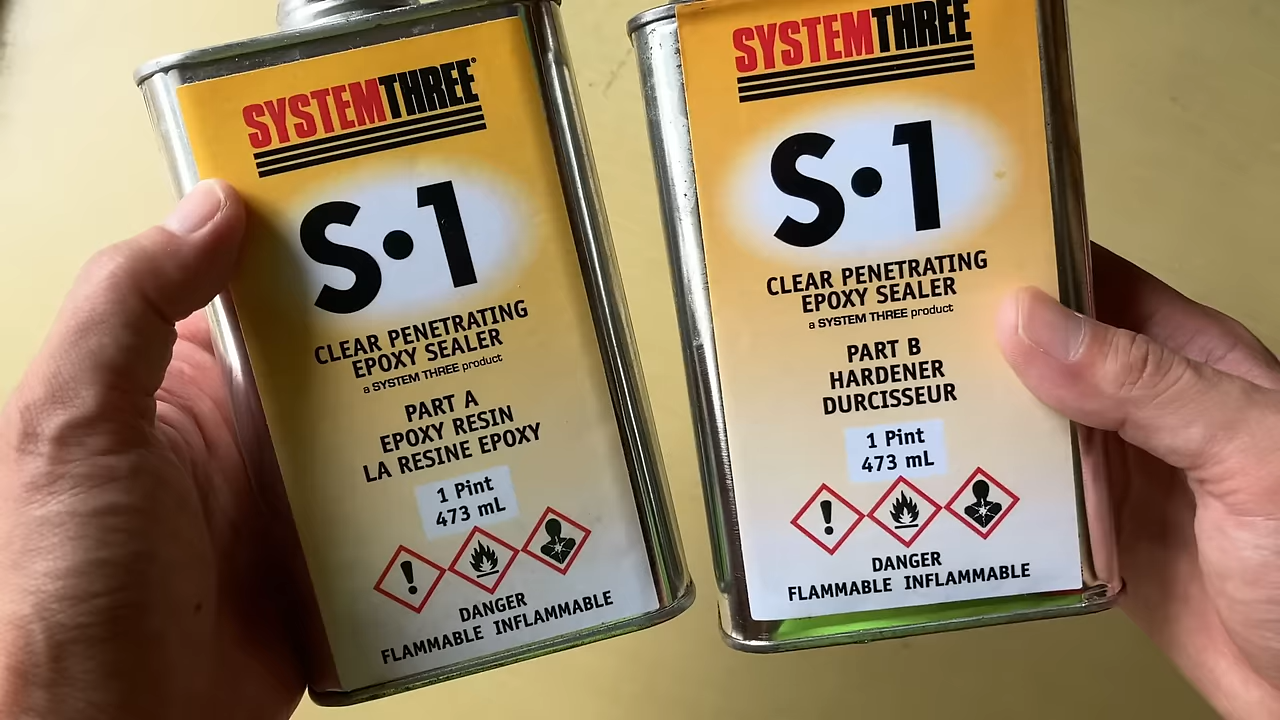 SYSTEMTHREE®
S·1
CLEAR PENETRATING
EPOXY SEALER
a SYSTEM THREE product
PART A
EPOXY RESIN
LA RESINE EPOXY
1 Pint
473 mL
DANGER
FLAMMABLE INFLAMMABLE
SYSTEMTHREE
S·1
CLEAR PENETRATING
EPOXY SEALER
a SYSTEM THREE product
PART B
HARDENER
DURCISSEUR
1 Pint
473 mL
DANGER
FLAMMABLE INFLAMMABLE